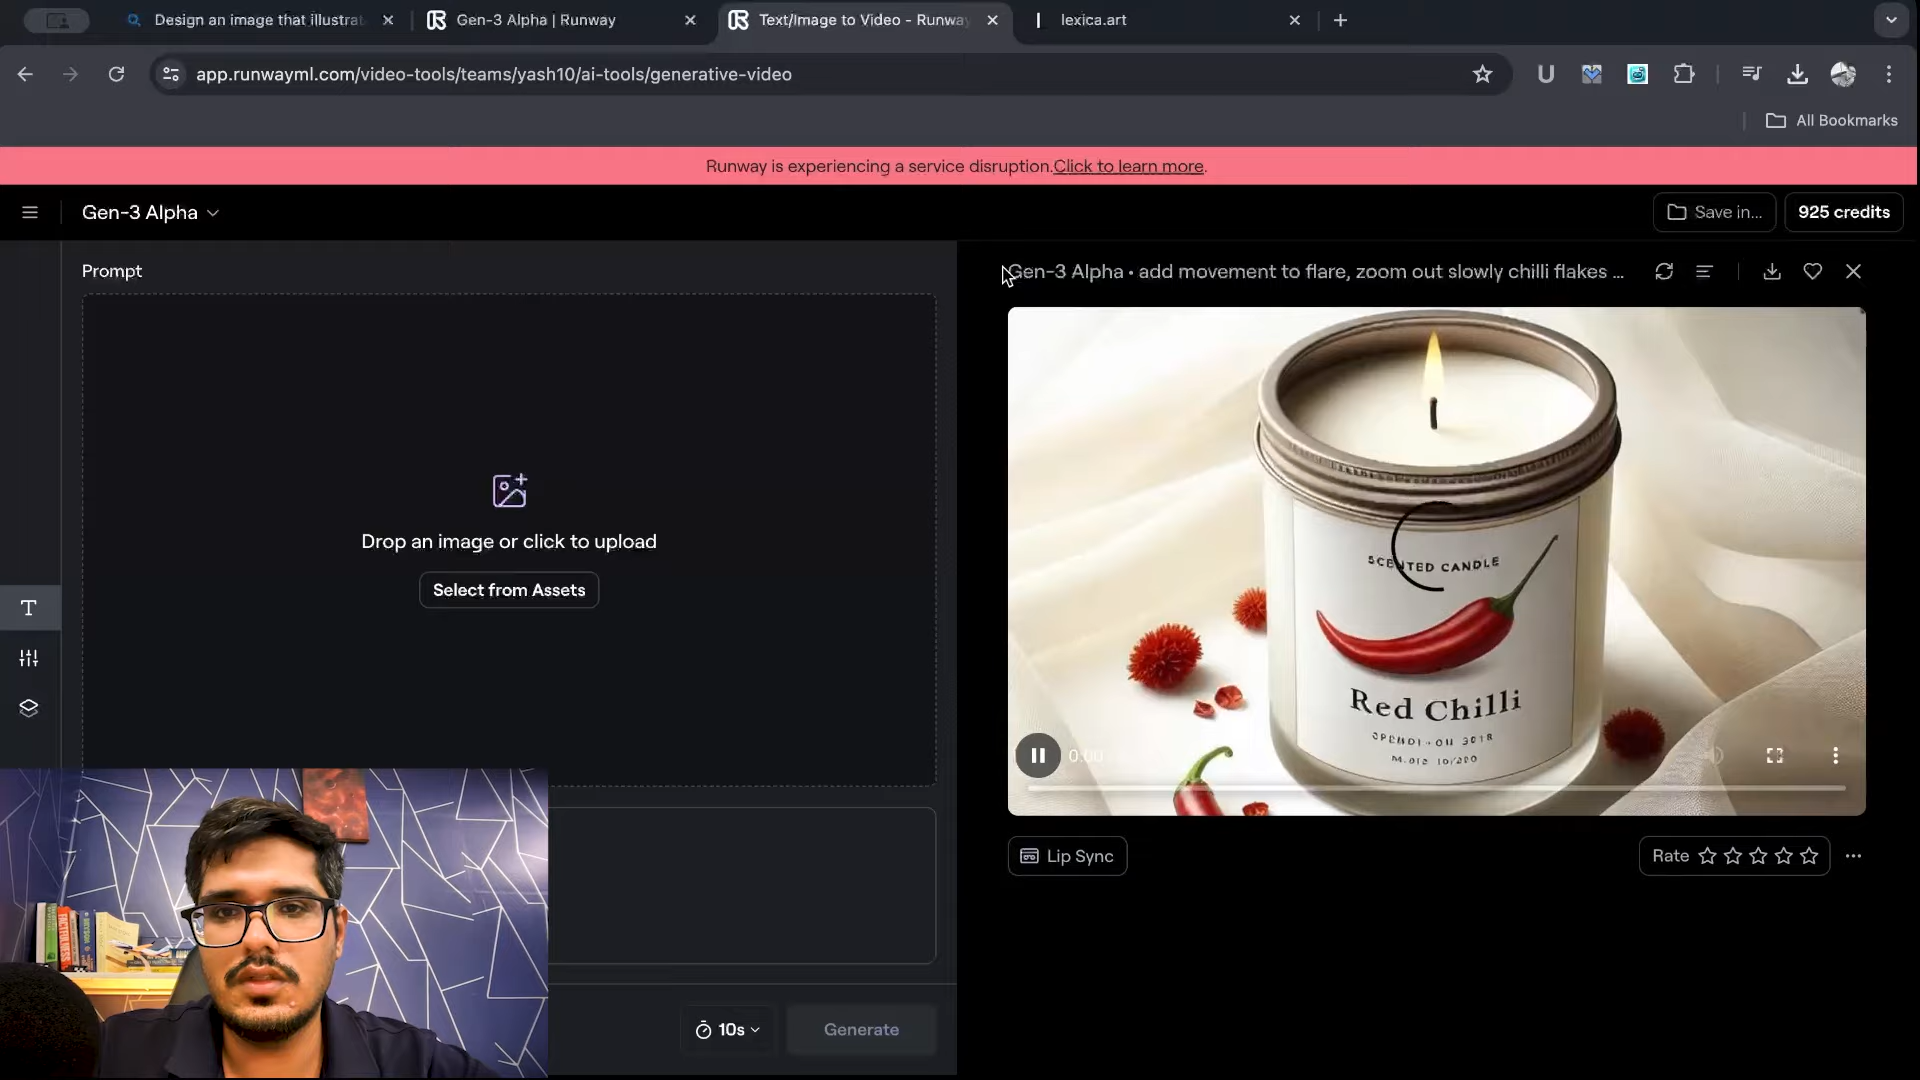 Design an image that illustrat
Gen-3 Alpha | Runway
Text/Image to Video - Runway
lexica.art
app.runwayml.com/video-tools/teams/yash10/ai-tools/generative-video
All Bookmarks
Runway is experiencing a service disruption.Click to learn more.
Gen-3 Alpha
Save in...
925 credits
Prompt
Gen-3 Alpha • add movement to flare, zoom out slowly chilli flakes ...
Drop an image or click to upload
Select from Assets
SCENTED CANDLE
Red Chilli
0:00
Lip Sync
Rate
10s
Generate